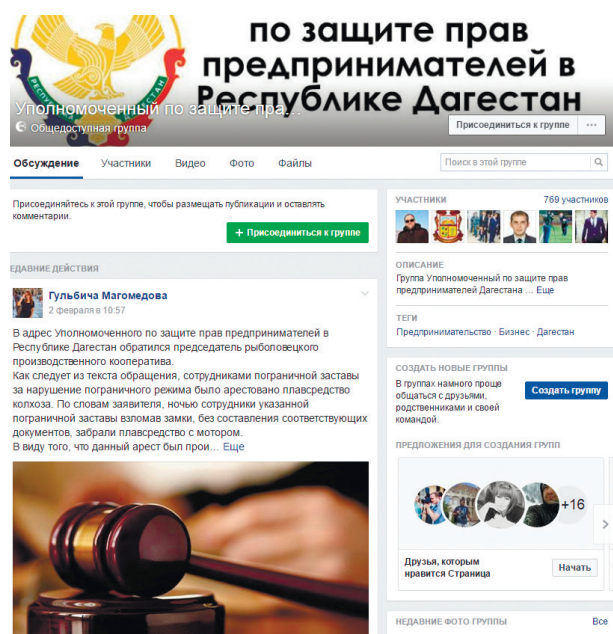 по защите прав
предпринимателей в
Республике Дагестан
Уполномоченный по защите пра...
Общедоступная группа
Присоединиться к группе
Обсуждение Участники Видео Фото Файлы
Поиск в этой группе
Присоединяйтесь к этой группе, чтобы размещать публикации и оставлять
комментарии.
+ Присоединиться к группе
ЕДАВНИЕ ДЕЙСТВИЯ
Гульбича Магомедова
2 февраля в 10:57
В адрес Уполномоченного по защите прав предпринимателей в
Республике Дагестан обратился председатель рыболовецкого
производственного кооператива.
Как следует из текста обращения, сотрудниками пограничной заставы
за нарушение пограничного режима было арестовано плавсредство
колхоза. По словам заявителя, ночью сотрудники указанной
пограничной заставы взломав замки, без составления соответствующих
документов, забрали плавсредство с мотором.
В виду того, что данный арест был прои... Еще
УЧАСТНИКИ 769 участников
ОПИСАНИЕ
Группа Уполномоченный по защите прав
предпринимателей Дагестана ... Еще
ТЕГИ
Предпринимательство · Бизнес · Дагестан
СОЗДАТЬ НОВЫЕ ГРУППЫ
В группах намного проще
общаться с друзьями,
родственниками и своей
командой.
Создать группу
ПРЕДЛОЖЕНИЯ ДЛЯ СОЗДАНИЯ ГРУПП
+16
Друзья, которым
нравится Страница
Начать
НЕДАВНИЕ ФОТО ГРУППЫ Все